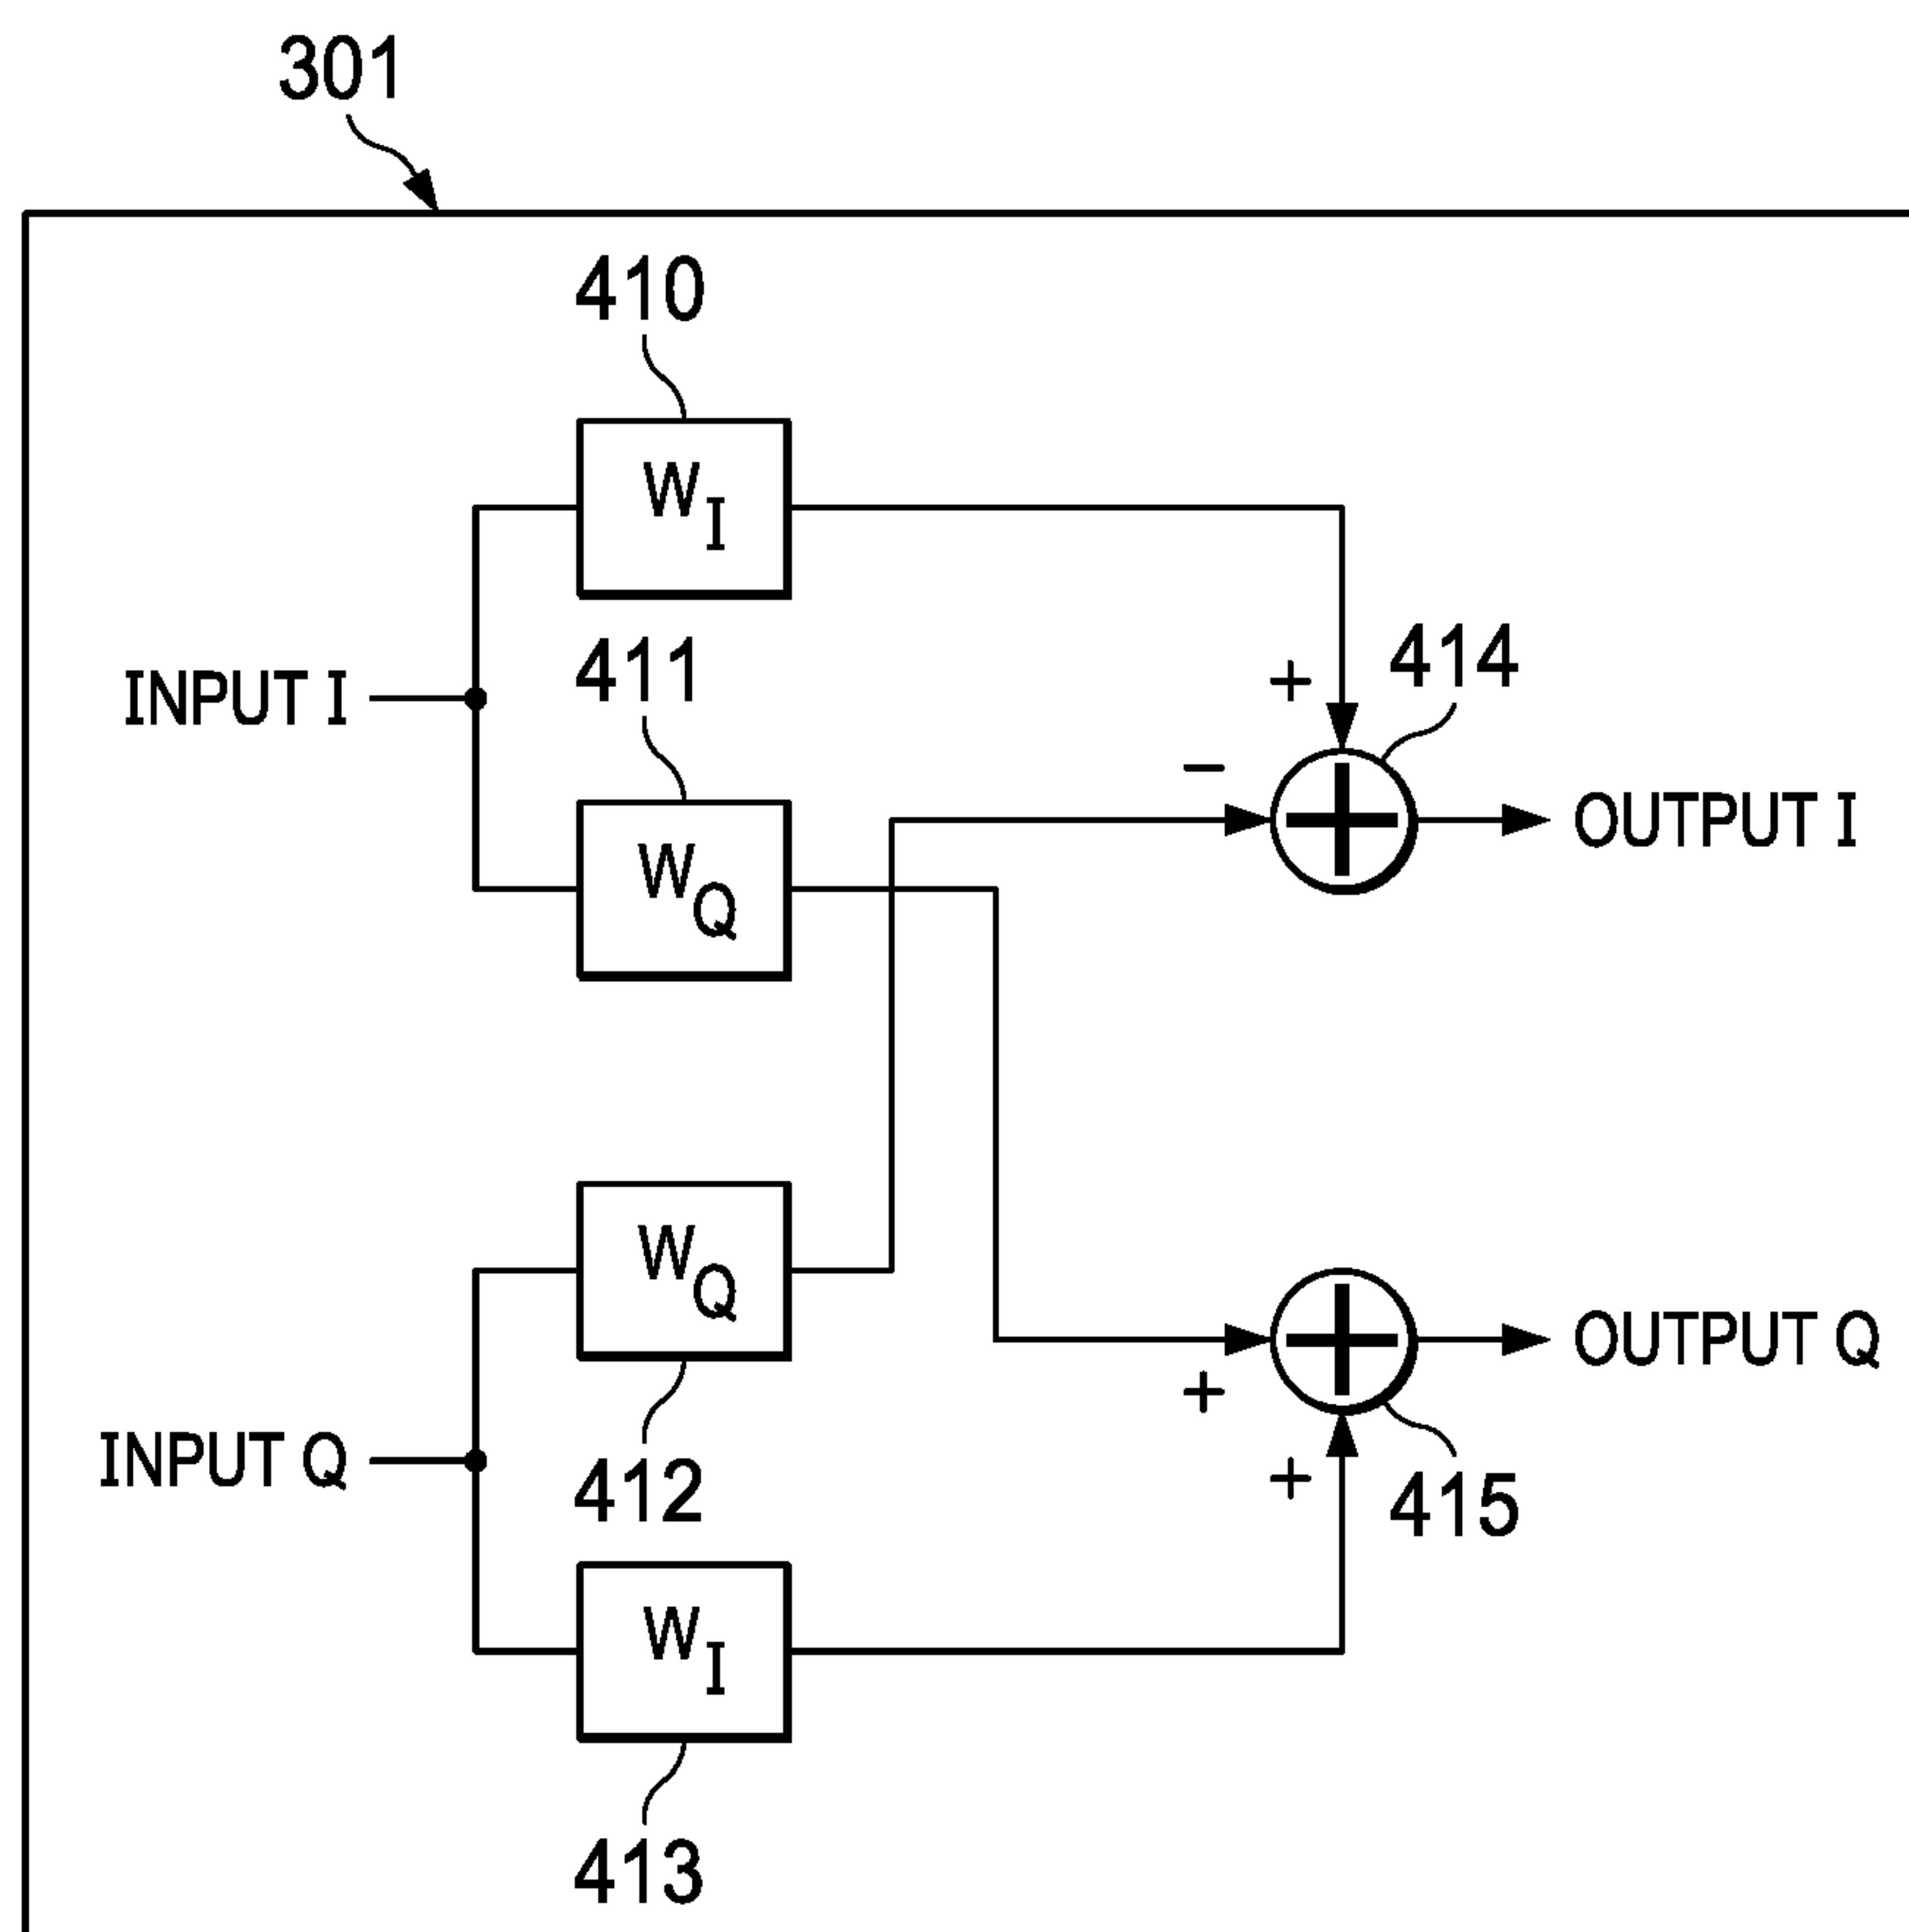 301
410
W_I
411
414
+
INPUT I
−
OUTPUT I
W_Q
W_Q
OUTPUT Q
+
INPUT Q
412
+
415
W_I
413